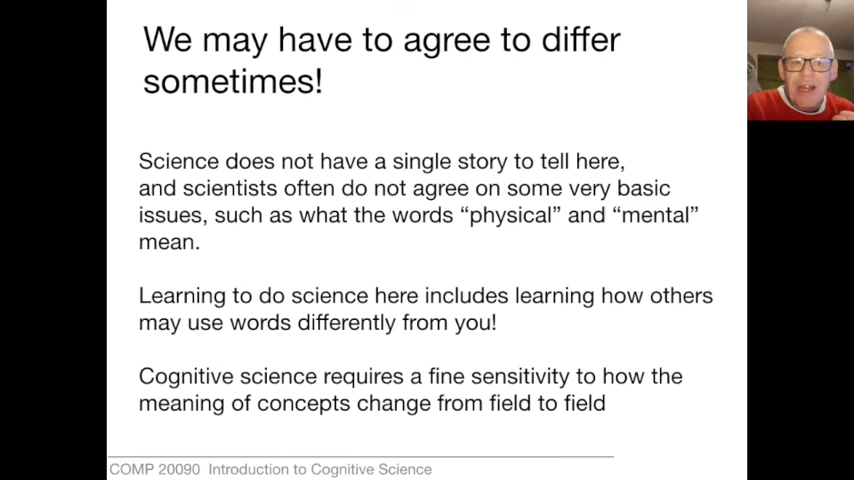 We may have to agree to differ
sometimes!
Science does not have a single story to tell here,
and scientists often do not agree on some very basic
issues, such as what the words “physical” and “mental”
mean.
Learning to do science here includes learning how others
may use words differently from you!
Cognitive science requires a fine sensitivity to how the
meaning of concepts change from field to field
COMP 20090 Introduction to Cognitive Science